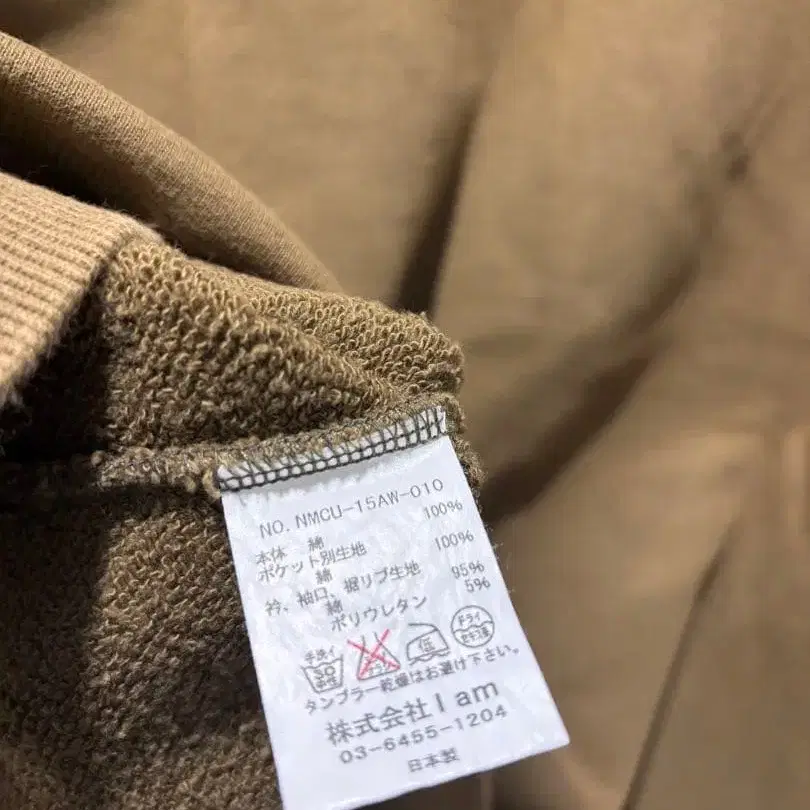 NO. NMCU-15AW-010
本体 綿 100%
ポケット別生地
綿 100%
衿、袖口、裾リブ生地
綿 95%
ポリウレタン 5%
手洗イ 30 低 ドライ セキユ系
タンブラー乾燥はお避け下さい。
株式会社I am
03-6455-1204
日本製